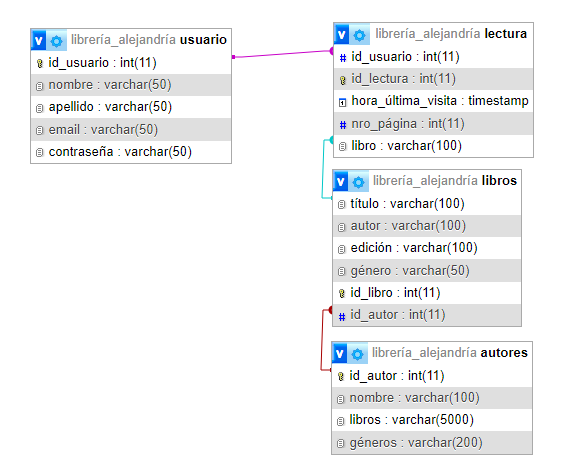 v librería_alejandría usuario
id_usuario : int(11)
nombre : varchar(50)
apellido : varchar(50)
email : varchar(50)
contraseña : varchar(50)
v librería_alejandría lectura
# id_usuario : int(11)
id_lectura : int(11)
hora_última_visita : timestamp
# nro_página : int(11)
libro : varchar(100)
v librería_alejandría libros
título : varchar(100)
autor : varchar(100)
edición : varchar(100)
género : varchar(50)
id_libro : int(11)
# id_autor : int(11)
v librería_alejandría autores
id_autor : int(11)
nombre : varchar(100)
libros : varchar(5000)
géneros : varchar(200)